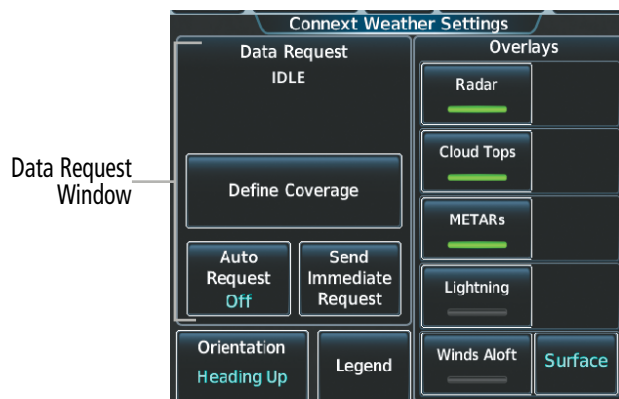 Connext Weather Settings
Data Request
IDLE
Define Coverage
Auto
Request
Off
Send
Immediate
Request
Orientation
Heading Up
Legend
Overlays
Radar
Cloud Tops
METARs
Lightning
Winds Aloft
Surface
Data Request
Window